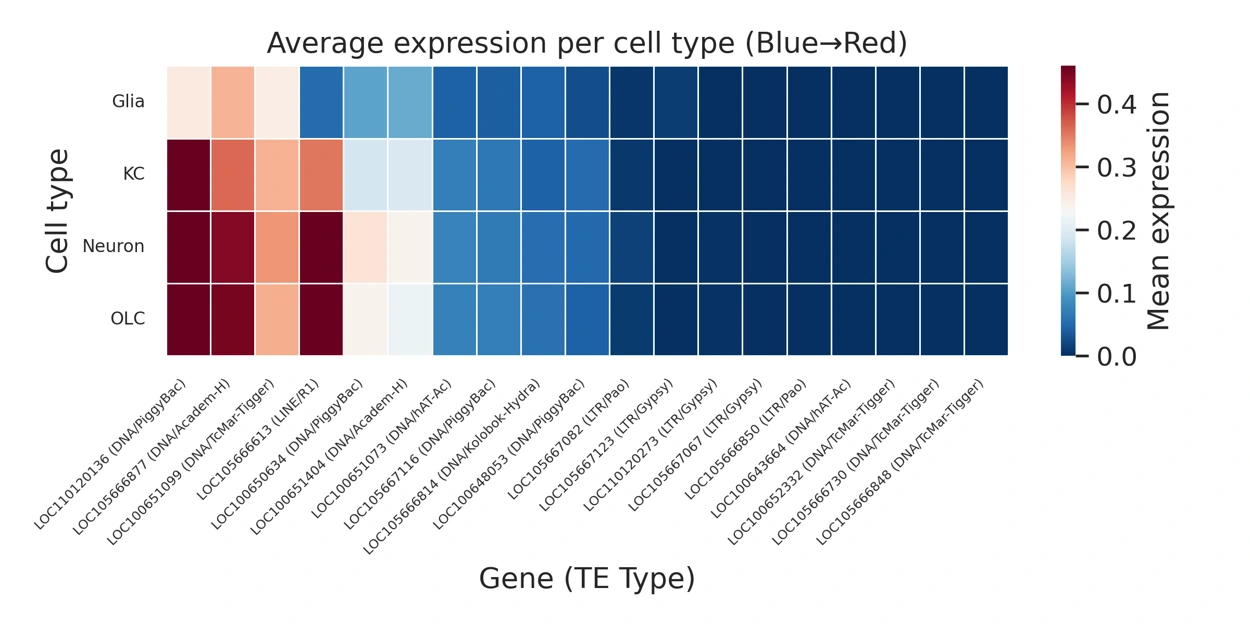 Average expression per cell type (Blue→Red)
Cell type
Glia
KC
Neuron
OLC
0.4
0.3
0.2
0.1
0.0
Mean expression
LOC110120136 (DNA/PiggyBac)
LOC105666877 (DNA/Academ-H)
LOC100651099 (DNA/TcMar-Tigger)
LOC105666613 (LINE/R1)
LOC100650634 (DNA/PiggyBac)
LOC100651404 (DNA/Academ-H)
LOC100651073 (DNA/hAT-Ac)
LOC105667116 (DNA/PiggyBac)
LOC105666814 (DNA/Kolobok-Hydra)
LOC100648053 (DNA/PiggyBac)
LOC105667082 (LTR/Pao)
LOC105667123 (LTR/Gypsy)
LOC110120273 (LTR/Gypsy)
LOC105667067 (LTR/Gypsy)
LOC105666850 (LTR/Pao)
LOC100643664 (DNA/hAT-Ac)
LOC100652332 (DNA/TcMar-Tigger)
LOC105666730 (DNA/TcMar-Tigger)
LOC105666848 (DNA/TcMar-Tigger)
Gene (TE Type)